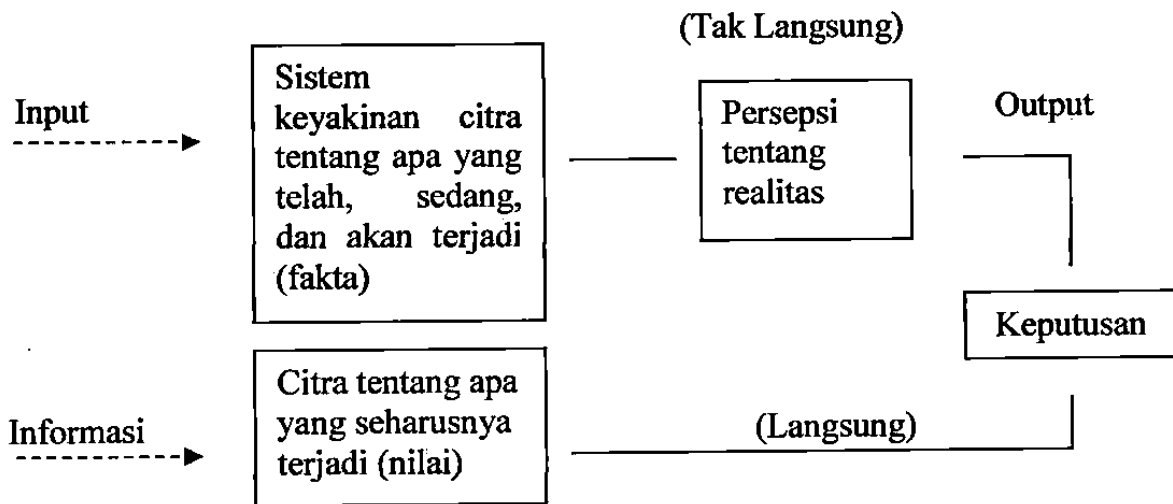 (Tak Langsung)
Input
Sistem
keyakinan citra
tentang apa yang
telah, sedang,
dan akan terjadi
(fakta)
Persepsi
tentang
realitas
Output
Keputusan
Informasi
Citra tentang apa
yang seharusnya
terjadi (nilai)
(Langsung)